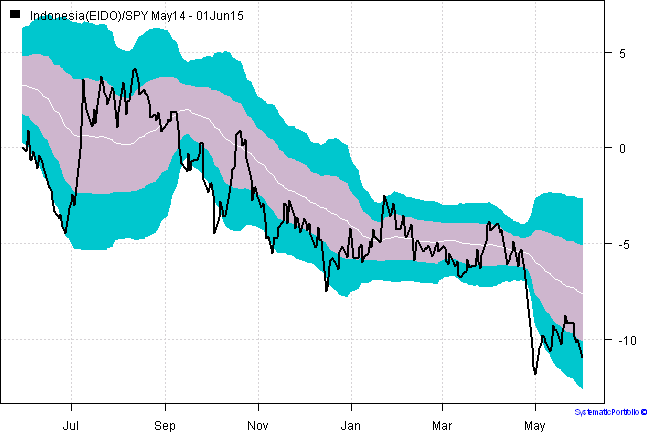 Indonesia(EIDO)/SPY May14 - 01Jun15
5
0
-5
-10
Jul Sep Nov Jan Mar May
SystematicPortfolio ©